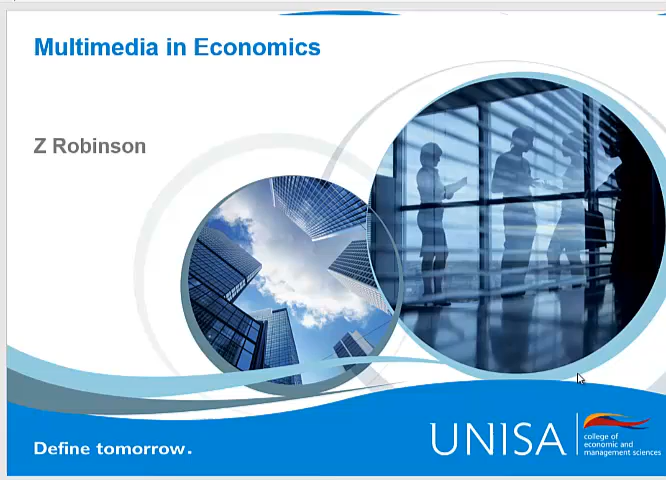 Multimedia in Economics
Z Robinson
Define tomorrow.
UNISA
college of
economic and
management sciences